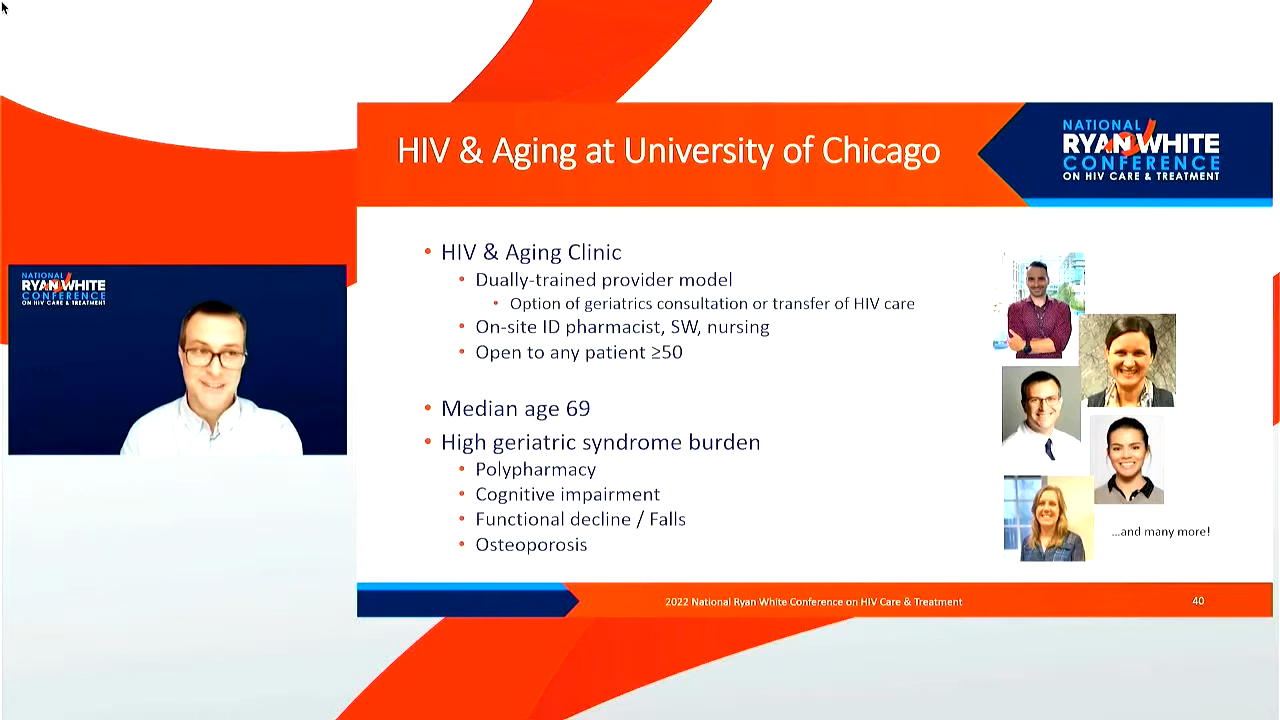 HIV & Aging at University of Chicago
NATIONAL
RYAN WHITE
CONFERENCE
ON HIV CARE & TREATMENT
NATIONAL
RYAN WHITE
CONFERENCE
ON HIV CARE & TREATMENT
• HIV & Aging Clinic
• Dually-trained provider model
• Option of geriatrics consultation or transfer of HIV care
• On-site ID pharmacist, SW, nursing
• Open to any patient ≥50
• Median age 69
• High geriatric syndrome burden
• Polypharmacy
• Cognitive impairment
• Functional decline / Falls
• Osteoporosis
...and many more!
2022 National Ryan White Conference on HIV Care & Treatment
40